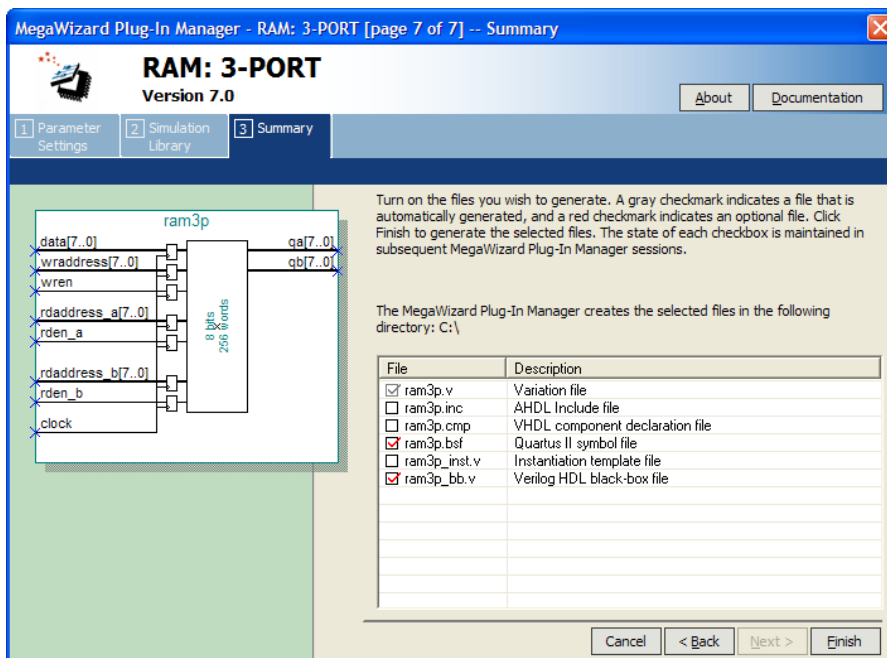 MegaWizard Plug-In Manager - RAM: 3-PORT [page 7 of 7] -- Summary
RAM: 3-PORT
Version 7.0
About
Documentation
1 Parameter Settings
2 Simulation Library
3 Summary
Turn on the files you wish to generate. A gray checkmark indicates a file that is
automatically generated, and a red checkmark indicates an optional file. Click
Finish to generate the selected files. The state of each checkbox is maintained in
subsequent MegaWizard Plug-In Manager sessions.
ram3p
data[7..0]
wraddress[7..0]
wren
rdaddress_a[7..0]
rden_a
rdaddress_b[7..0]
rden_b
clock
qa[7..0]
qb[7..0]
8 bits
x
256 words
The MegaWizard Plug-In Manager creates the selected files in the following
directory: C:\
File Description
ram3p.v Variation file
ram3p.inc AHDL Include file
ram3p.cmp VHDL component declaration file
ram3p.bsf Quartus II symbol file
ram3p_inst.v Instantiation template file
ram3p_bb.v Verilog HDL black-box file
Cancel
< Back
Next >
Finish